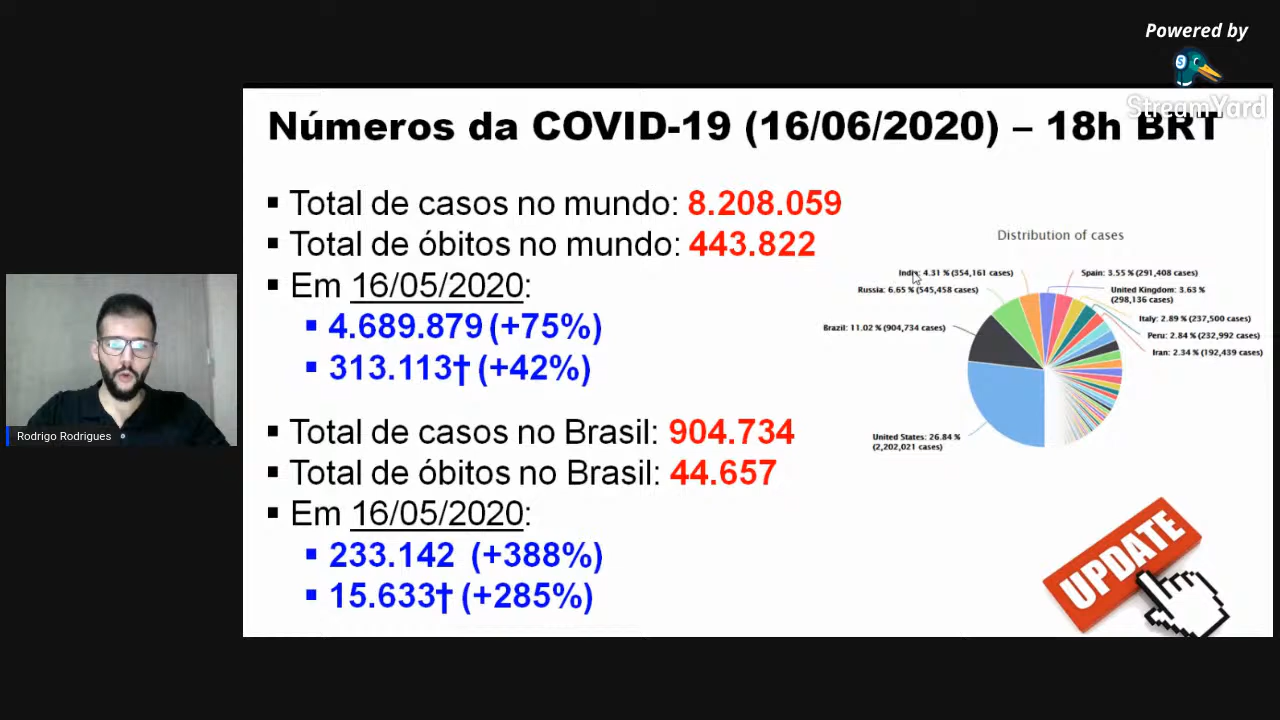 Powered by
StreamYard
Números da COVID-19 (16/06/2020) – 18h BRT
▪ Total de casos no mundo: 8.208.059
▪ Total de óbitos no mundo: 443.822
▪ Em 16/05/2020:
▪ 4.689.879 (+75%)
▪ 313.113† (+42%)
▪ Total de casos no Brasil: 904.734
▪ Total de óbitos no Brasil: 44.657
▪ Em 16/05/2020:
▪ 233.142 (+388%)
▪ 15.633† (+285%)
Distribution of cases
India: 4.31 % (354,161 cases)
Spain: 3.55 % (291,408 cases)
Russia: 6.65 % (545,458 cases)
United Kingdom: 3.63 %
(298,136 cases)
Italy: 2.89 % (237,500 cases)
Brazil: 11.02 % (904,734 cases)
Peru: 2.84 % (232,992 cases)
Iran: 2.34 % (192,439 cases)
United States: 26.84 %
(2,202,021 cases)
UPDATE
Rodrigo Rodrigues